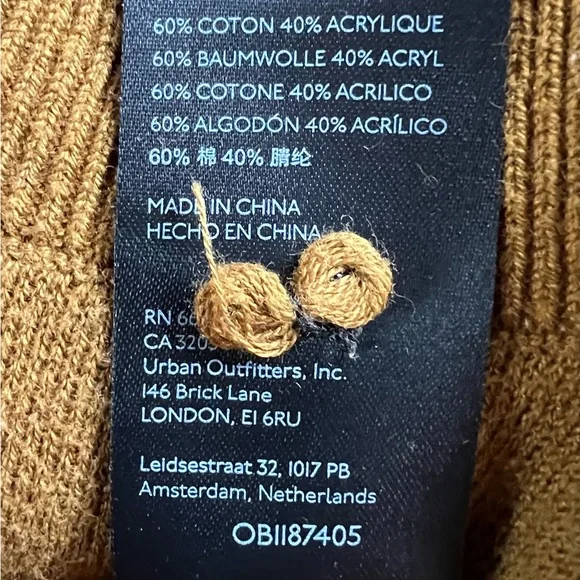 60% COTON 40% ACRYLIQUE
60% BAUMWOLLE 40% ACRYL
60% COTONE 40% ACRILICO
60% ALGODÓN 40% ACRÍLICO
60% 棉 40% 腈纶
MADE IN CHINA
HECHO EN CHINA
RN
CA
Urban Outfitters, Inc.
146 Brick Lane
LONDON, E1 6RU
Leidsestraat 32, 1017 PB
Amsterdam, Netherlands
OB1187405